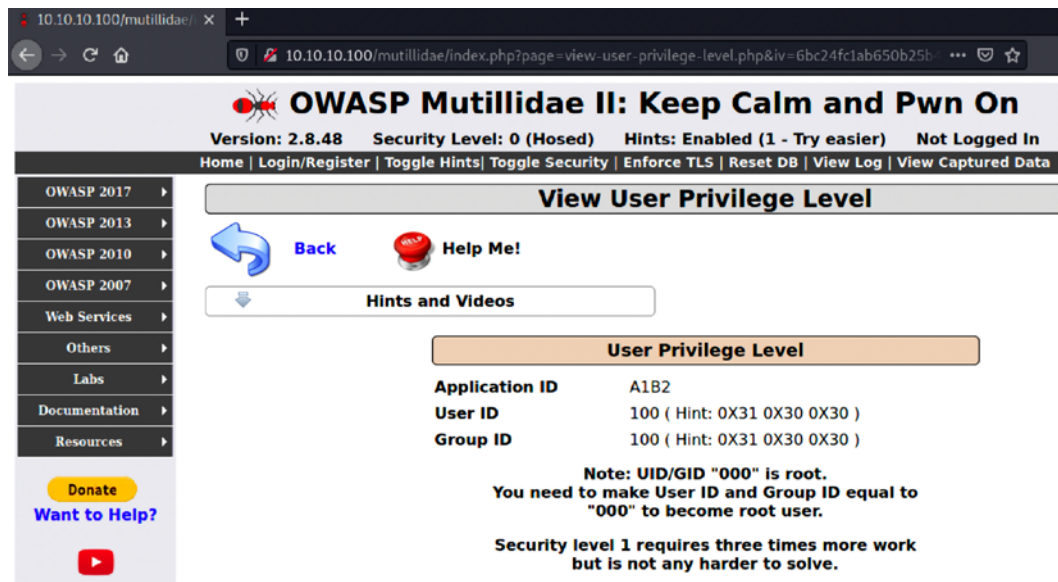 10.10.10.100/mutillidae/
10.10.10.100/mutillidae/index.php?page=view-user-privilege-level.php&iv=6bc24fc1ab650b25b
OWASP Mutillidae II: Keep Calm and Pwn On
Version: 2.8.48 Security Level: 0 (Hosed) Hints: Enabled (1 - Try easier) Not Logged In
Home | Login/Register | Toggle Hints| Toggle Security | Enforce TLS | Reset DB | View Log | View Captured Data
OWASP 2017
OWASP 2013
OWASP 2010
OWASP 2007
Web Services
Others
Labs
Documentation
Resources
Donate
Want to Help?
View User Privilege Level
Back
HELP
Help Me!
Hints and Videos
User Privilege Level
Application ID A1B2
User ID 100 ( Hint: 0X31 0X30 0X30 )
Group ID 100 ( Hint: 0X31 0X30 0X30 )
Note: UID/GID "000" is root.
You need to make User ID and Group ID equal to
"000" to become root user.
Security level 1 requires three times more work
but is not any harder to solve.